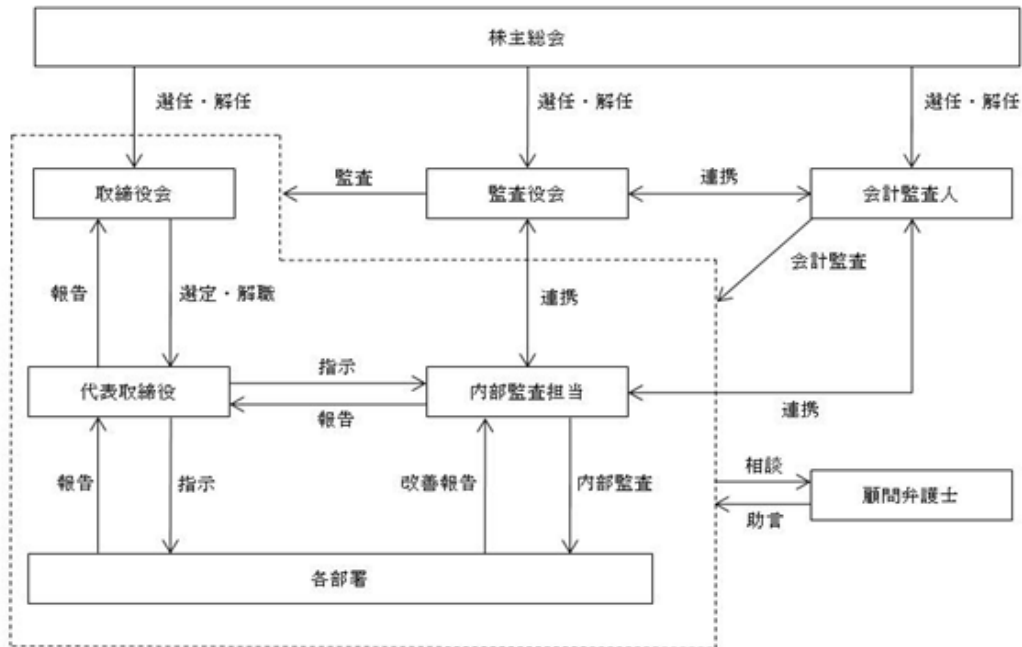 株主総会
選任・解任
選任・解任
選任・解任
取締役会
監査
監査役会
連携
会計監査人
会計監査
報告
選定・解職
連携
代表取締役
指示
報告
内部監査担当
連携
報告
指示
改善報告
内部監査
相談
助言
顧問弁護士
各部署